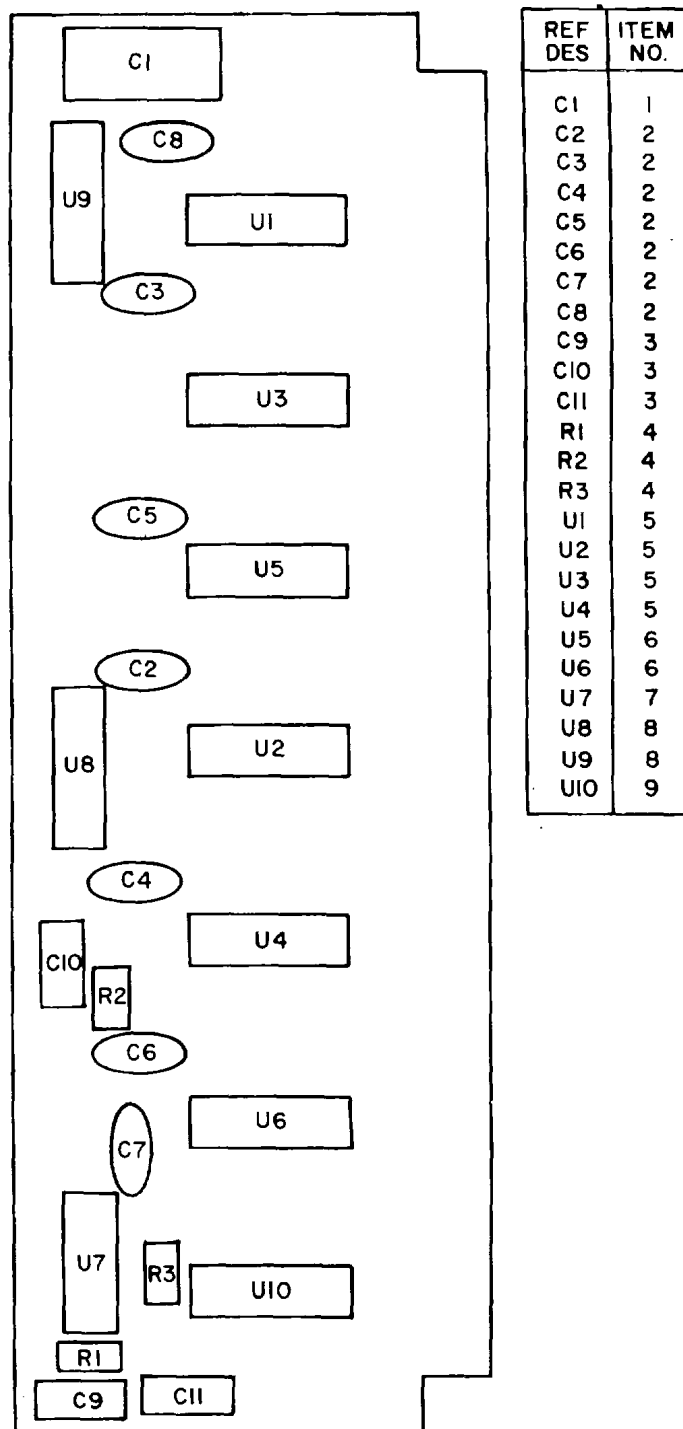 C1
C8
U9
U1
C3
U3
C5
U5
C2
U8
U2
C4
U4
C10
R2
C6
U6
C7
U7
R3
U10
R1
C9
C11
REF DES ITEM NO.
C1 1
C2 2
C3 2
C4 2
C5 2
C6 2
C7 2
C8 2
C9 3
C10 3
C11 3
R1 4
R2 4
R3 4
U1 5
U2 5
U3 5
U4 5
U5 6
U6 6
U7 7
U8 8
U9 8
U10 9